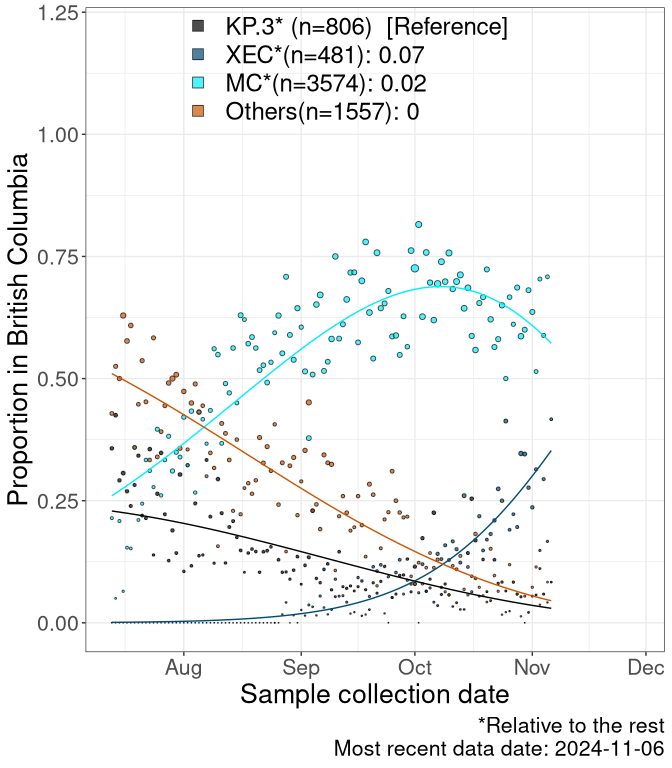 1.25
KP.3* (n=806)  [Reference]
XEC*(n=481): 0.07
MC*(n=3574): 0.02
Others(n=1557): 0
1.00
0.75
0.50
0.25
0.00
Proportion in British Columbia
Aug Sep Oct Nov Dec
Sample collection date
*Relative to the rest
Most recent data date: 2024-11-06